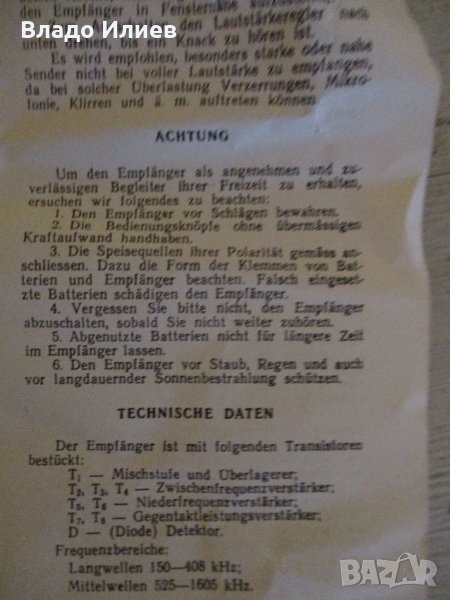 Владо Илиев
den Empfänger in Fensternähe aufzustellen.
den Lautstärkeregler nach
unten drehen, bis ein Knack zu hören ist.
Es wird empfohlen, besonders starke oder nahe
Sender nicht bei voller Lautstärke zu empfangen,
da bei solcher Überlastung Verzerrungen, Mikro-
fonie, Klirren und ä. m. auftreten können
ACHTUNG
Um den Empfänger als angenehmen und zu-
verlässigen Begleiter Ihrer Freizeit zu erhalten,
ersuchen wir folgendes zu beachten:
1. Den Empfänger vor Schlägen bewahren.
2. Die Bedienungsknöpfe ohne übermässigen
Kraftaufwand handhaben.
3. Die Speisequellen ihrer Polarität gemäss an-
schliessen. Dazu die Form der Klemmen von Bat-
terien und Empfänger beachten. Falsch eingeset-
zte Batterien schädigen den Empfänger.
4. Vergessen Sie bitte nicht, den Empfänger
abzuschalten, sobald Sie nicht weiter zuhören.
5. Abgenutzte Batterien nicht für längere Zeit
im Empfänger lassen.
6. Den Empfänger vor Staub, Regen und auch
vor langdauernder Sonnenbestrahlung schützen.
TECHNISCHE DATEN
Der Empfänger ist mit folgenden Transistoren
bestückt:
T₁ — Mischstufe und Überlagerer;
T₂, T₃, T₄ — Zwischenfrequenzverstärker;
T₅, T₆ — Niederfrequenzverstärker;
T₇, T₈ — Gegentaktleistungsverstärker;
D — (Diode) Detektor.
Frequenzbereiche:
Langwellen 150—408 kHz;
Mittelwellen 525—1605 kHz.
BAZAR